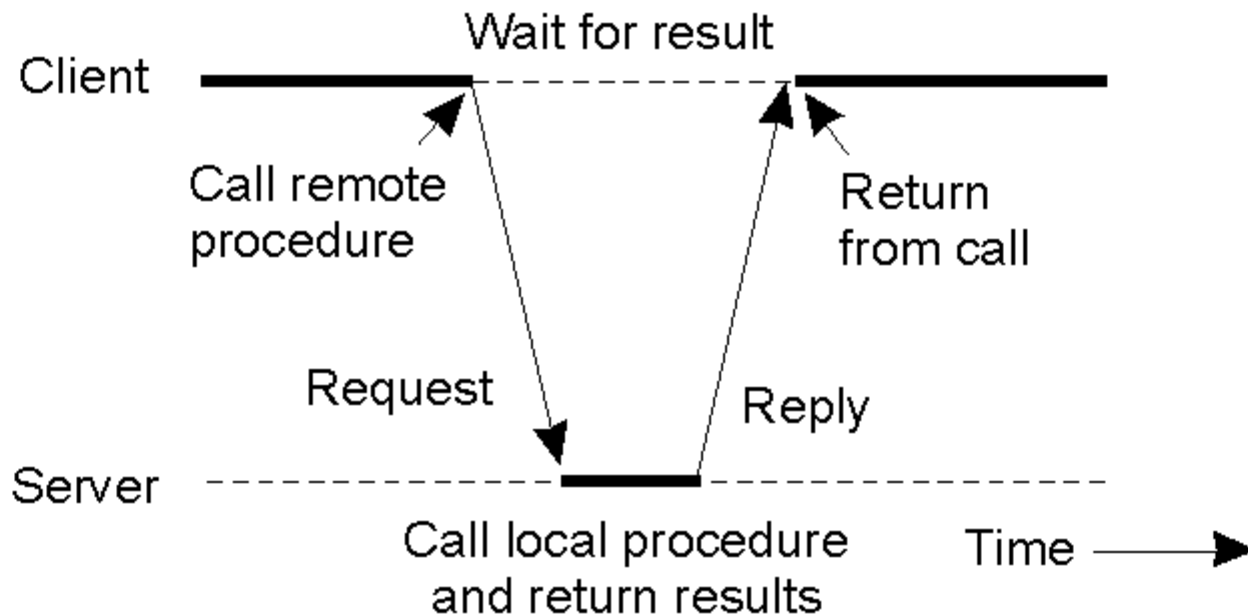 Wait for result
Client
Call remote
procedure
Return
from call
Request
Reply
Server
Call local procedure
and return results
Time